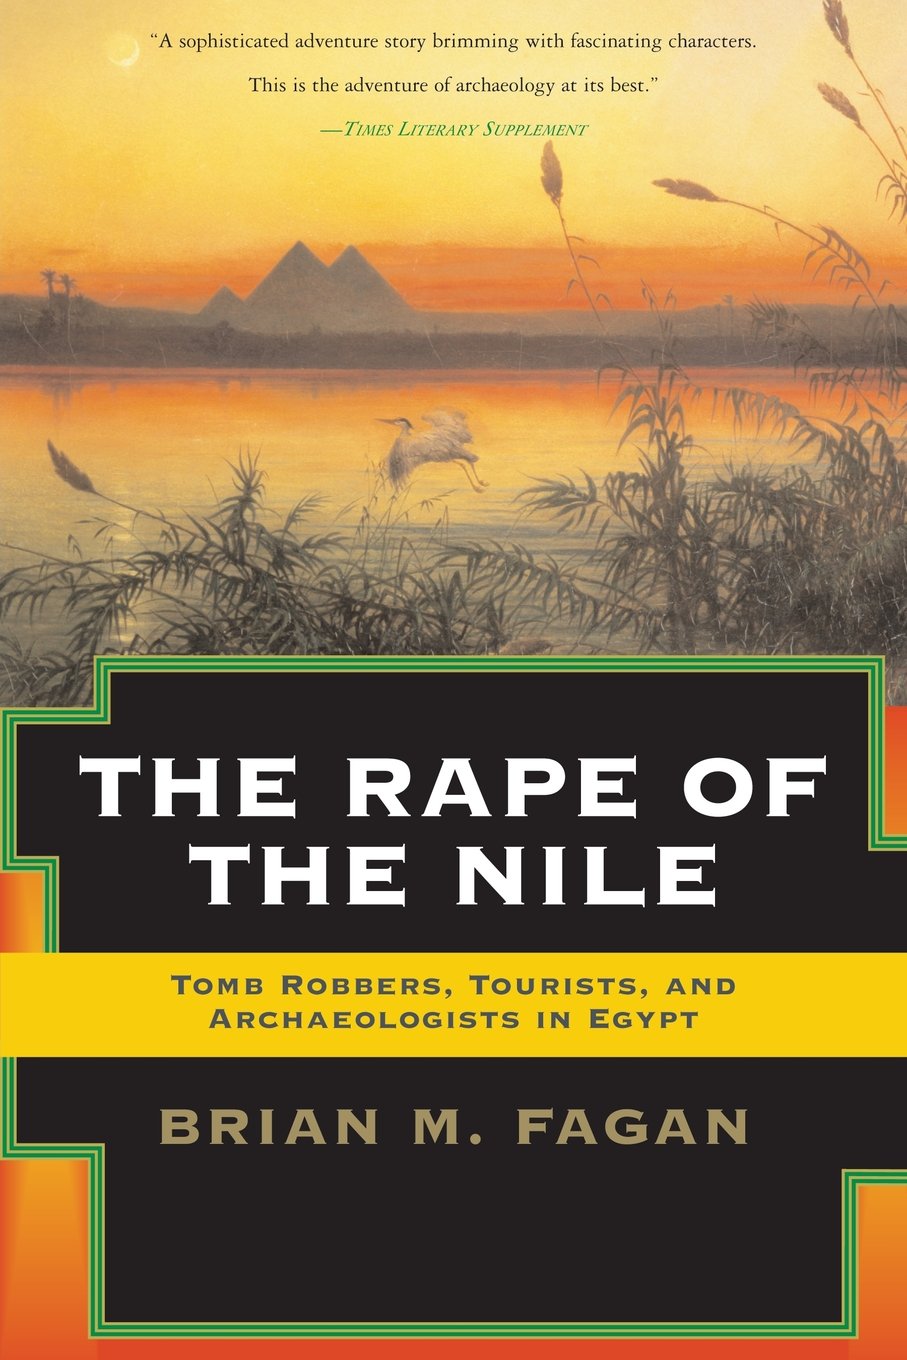 “A sophisticated adventure story brimming with fascinating characters.
This is the adventure of archaeology at its best.”
—TIMES LITERARY SUPPLEMENT
THE RAPE OF
THE NILE
TOMB ROBBERS, TOURISTS, AND
ARCHAEOLOGISTS IN EGYPT
BRIAN M. FAGAN